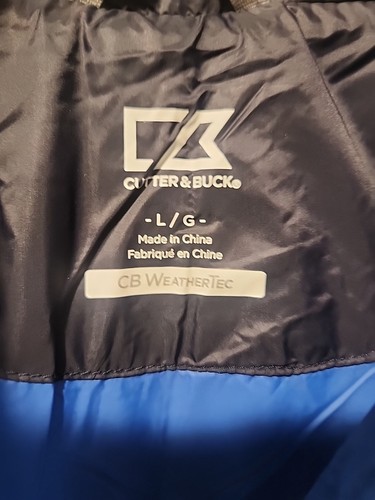 CUTTER & BUCK®
- L / G -
Made in China
Fabriqué en Chine
CB WEATHERTEC